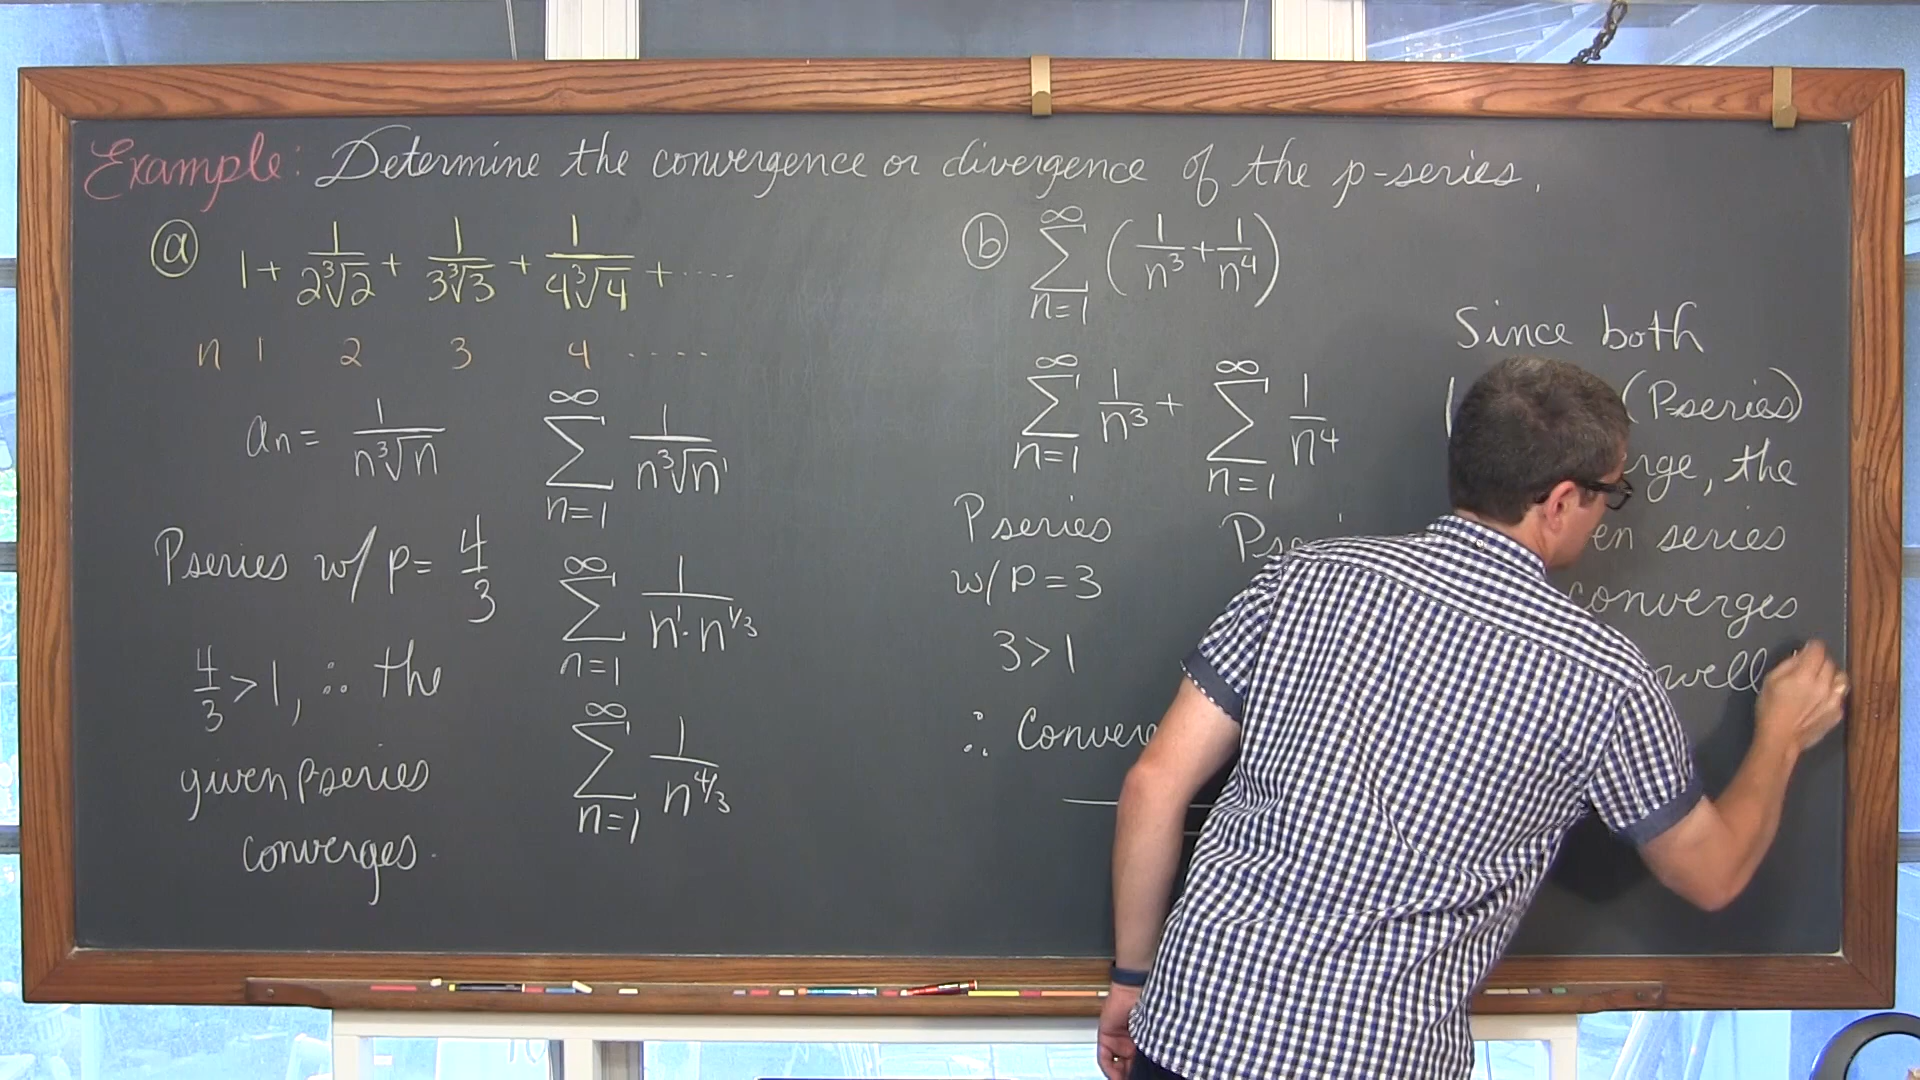 Example: Determine the convergence or divergence of the p-series.
ⓐ 1 + 1/(2∛2) + 1/(3∛3) + 1/(4∛4) + ·····
n 1 2 3 4 ·····
aₙ = 1/(n∛n)
∞ ∑ n=1 1/(n∛n)
Pseries w/ p = 4/3
∞ ∑ n=1 1/(n¹·n^(1/3))
4/3 > 1, ∴ the
given p-series
converges.
∞ ∑ n=1 1/n^(4/3)
ⓑ ∞ ∑ n=1 (1/n³ + 1/n⁴)
∞ ∑ n=1 1/n³ + ∞ ∑ n=1 1/n⁴
Pseries
w/ P = 3
3 > 1
∴
Since both
(Pseries)
the
series
converges
well